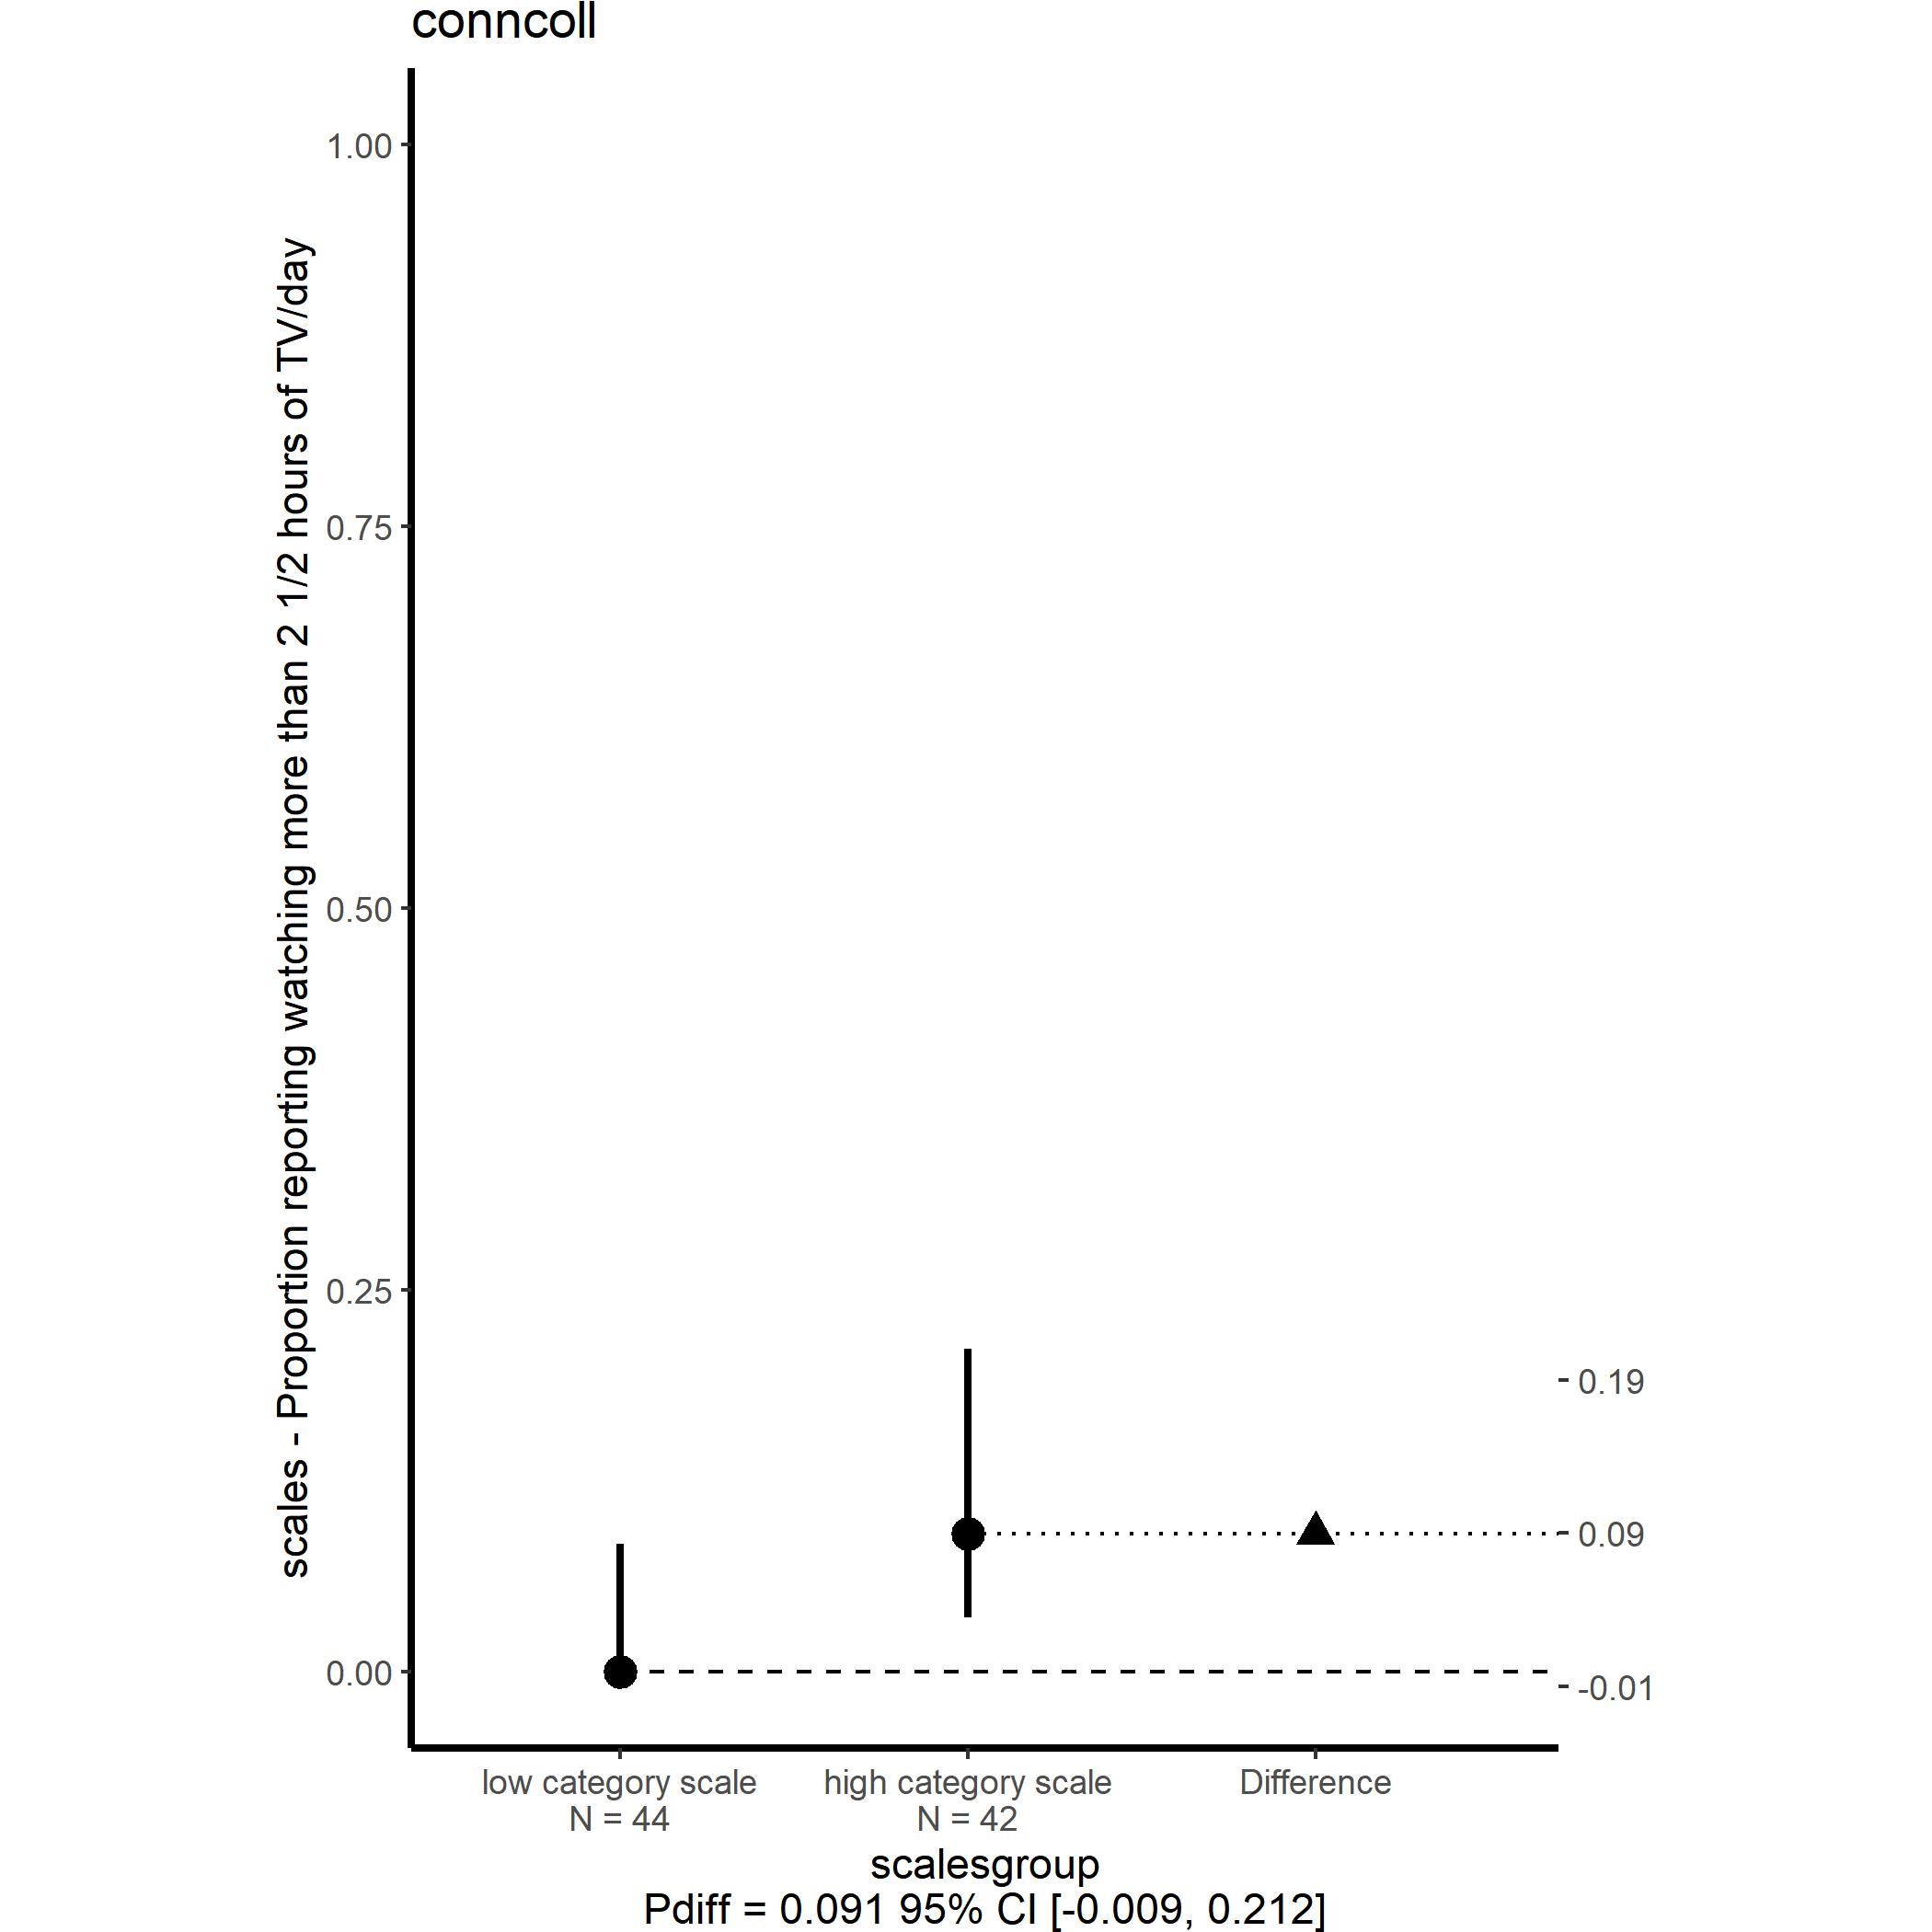 conncoll
scales - Proportion reporting watching more than 2 1/2 hours of TV/day
1.00
0.75
0.50
0.25
0.00
0.19
0.09
-0.01
low category scale
N = 44
high category scale
N = 42
Difference
scalesgroup
Pdiff = 0.091 95% CI [-0.009, 0.212]